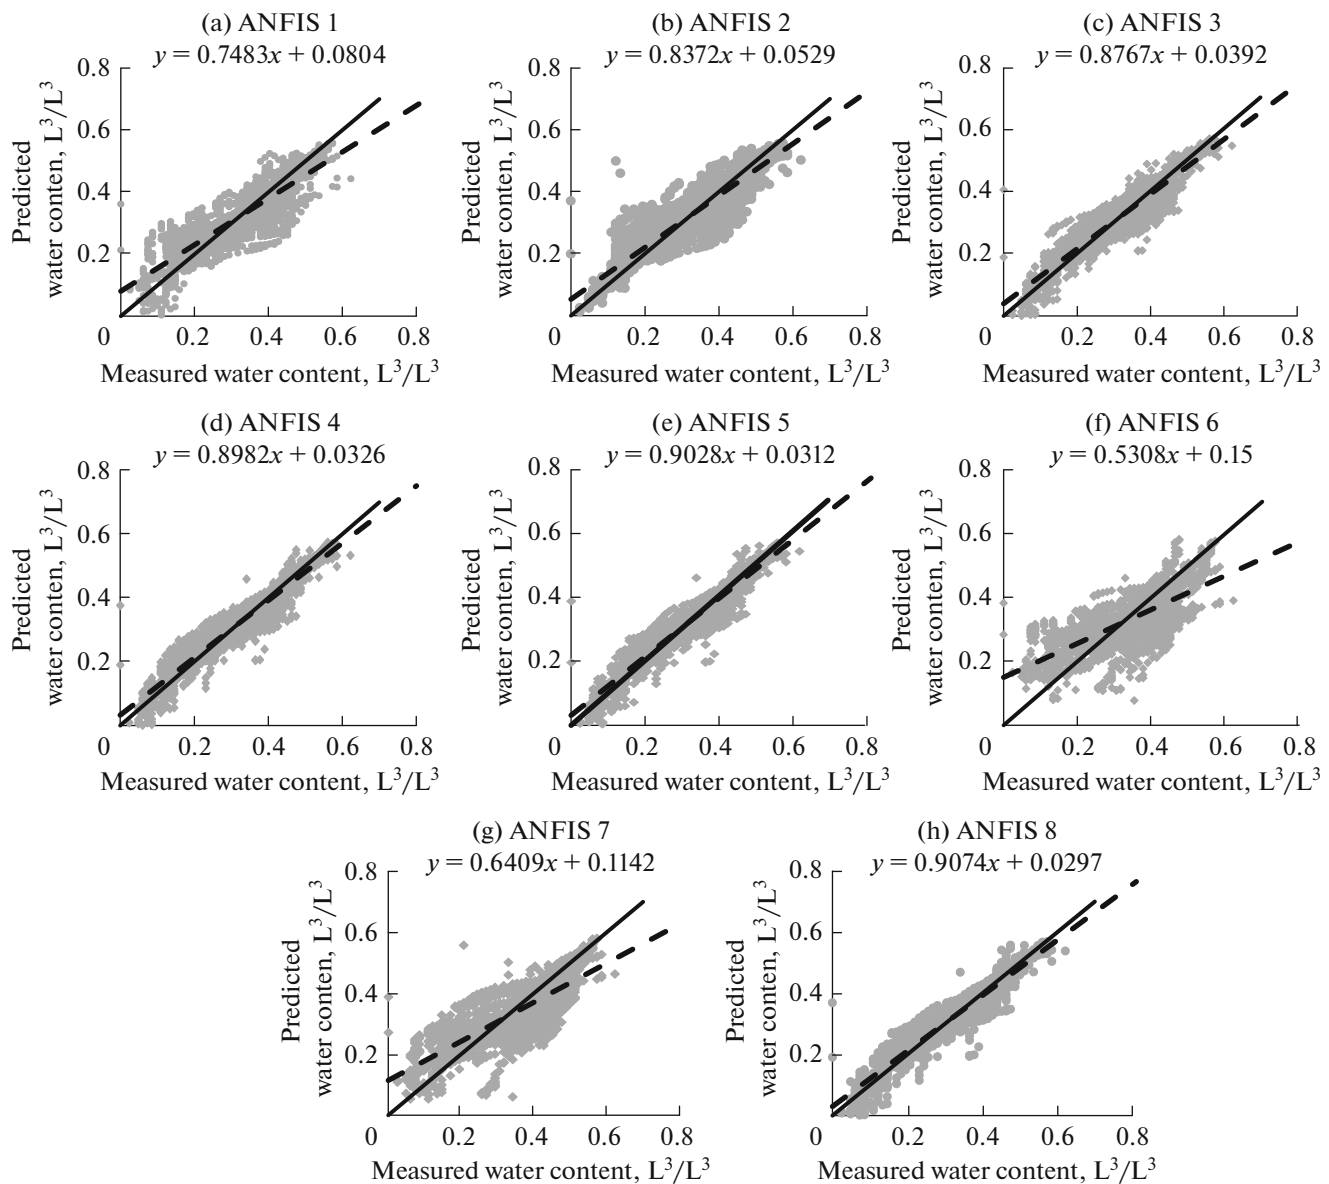 (a) ANFIS 1
y = 0.7483x + 0.0804
0.8
0.6
0.4
0.2
0
0.2 0.4 0.6 0.8
Predicted
water conten, L³/L³
Measured water content, L³/L³
(b) ANFIS 2
y = 0.8372x + 0.0529
0.8
0.6
0.4
0.2
0
0.2 0.4 0.6 0.8
Predicted
water conten, L³/L³
Measured water content, L³/L³
(c) ANFIS 3
y = 0.8767x + 0.0392
0.8
0.6
0.4
0.2
0
0.2 0.4 0.6 0.8
Predicted
water conten, L³/L³
Measured water content, L³/L³
(d) ANFIS 4
y = 0.8982x + 0.0326
0.8
0.6
0.4
0.2
0
0.2 0.4 0.6 0.8
Predicted
water conten, L³/L³
Measured water content, L³/L³
(e) ANFIS 5
y = 0.9028x + 0.0312
0.8
0.6
0.4
0.2
0
0.2 0.4 0.6 0.8
Predicted
water conten, L³/L³
Measured water content, L³/L³
(f) ANFIS 6
y = 0.5308x + 0.15
0.8
0.6
0.4
0.2
0
0.2 0.4 0.6 0.8
Predicted
water conten, L³/L³
Measured water content, L³/L³
(g) ANFIS 7
y = 0.6409x + 0.1142
0.8
0.6
0.4
0.2
0
0.2 0.4 0.6 0.8
Predicted
water conten, L³/L³
Measured water content, L³/L³
(h) ANFIS 8
y = 0.9074x + 0.0297
0.8
0.6
0.4
0.2
0
0.2 0.4 0.6 0.8
Predicted
water conten, L³/L³
Measured water content, L³/L³